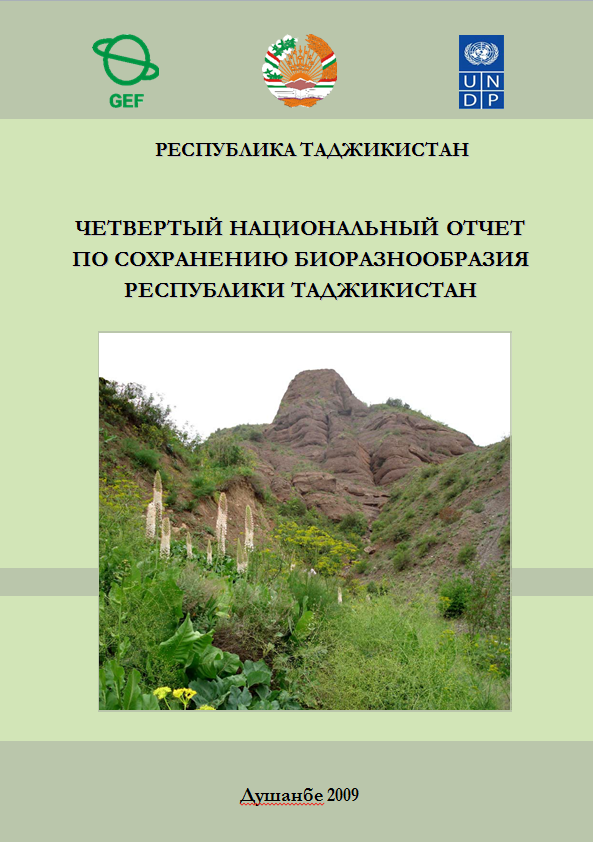 GEF
U N
D P
РЕСПУБЛИКА ТАДЖИКИСТАН
ЧЕТВЕРТЫЙ НАЦИОНАЛЬНЫЙ ОТЧЕТ
ПО СОХРАНЕНИЮ БИОРАЗНООБРАЗИЯ
РЕСПУБЛИКИ ТАДЖИКИСТАН
Душанбе 2009